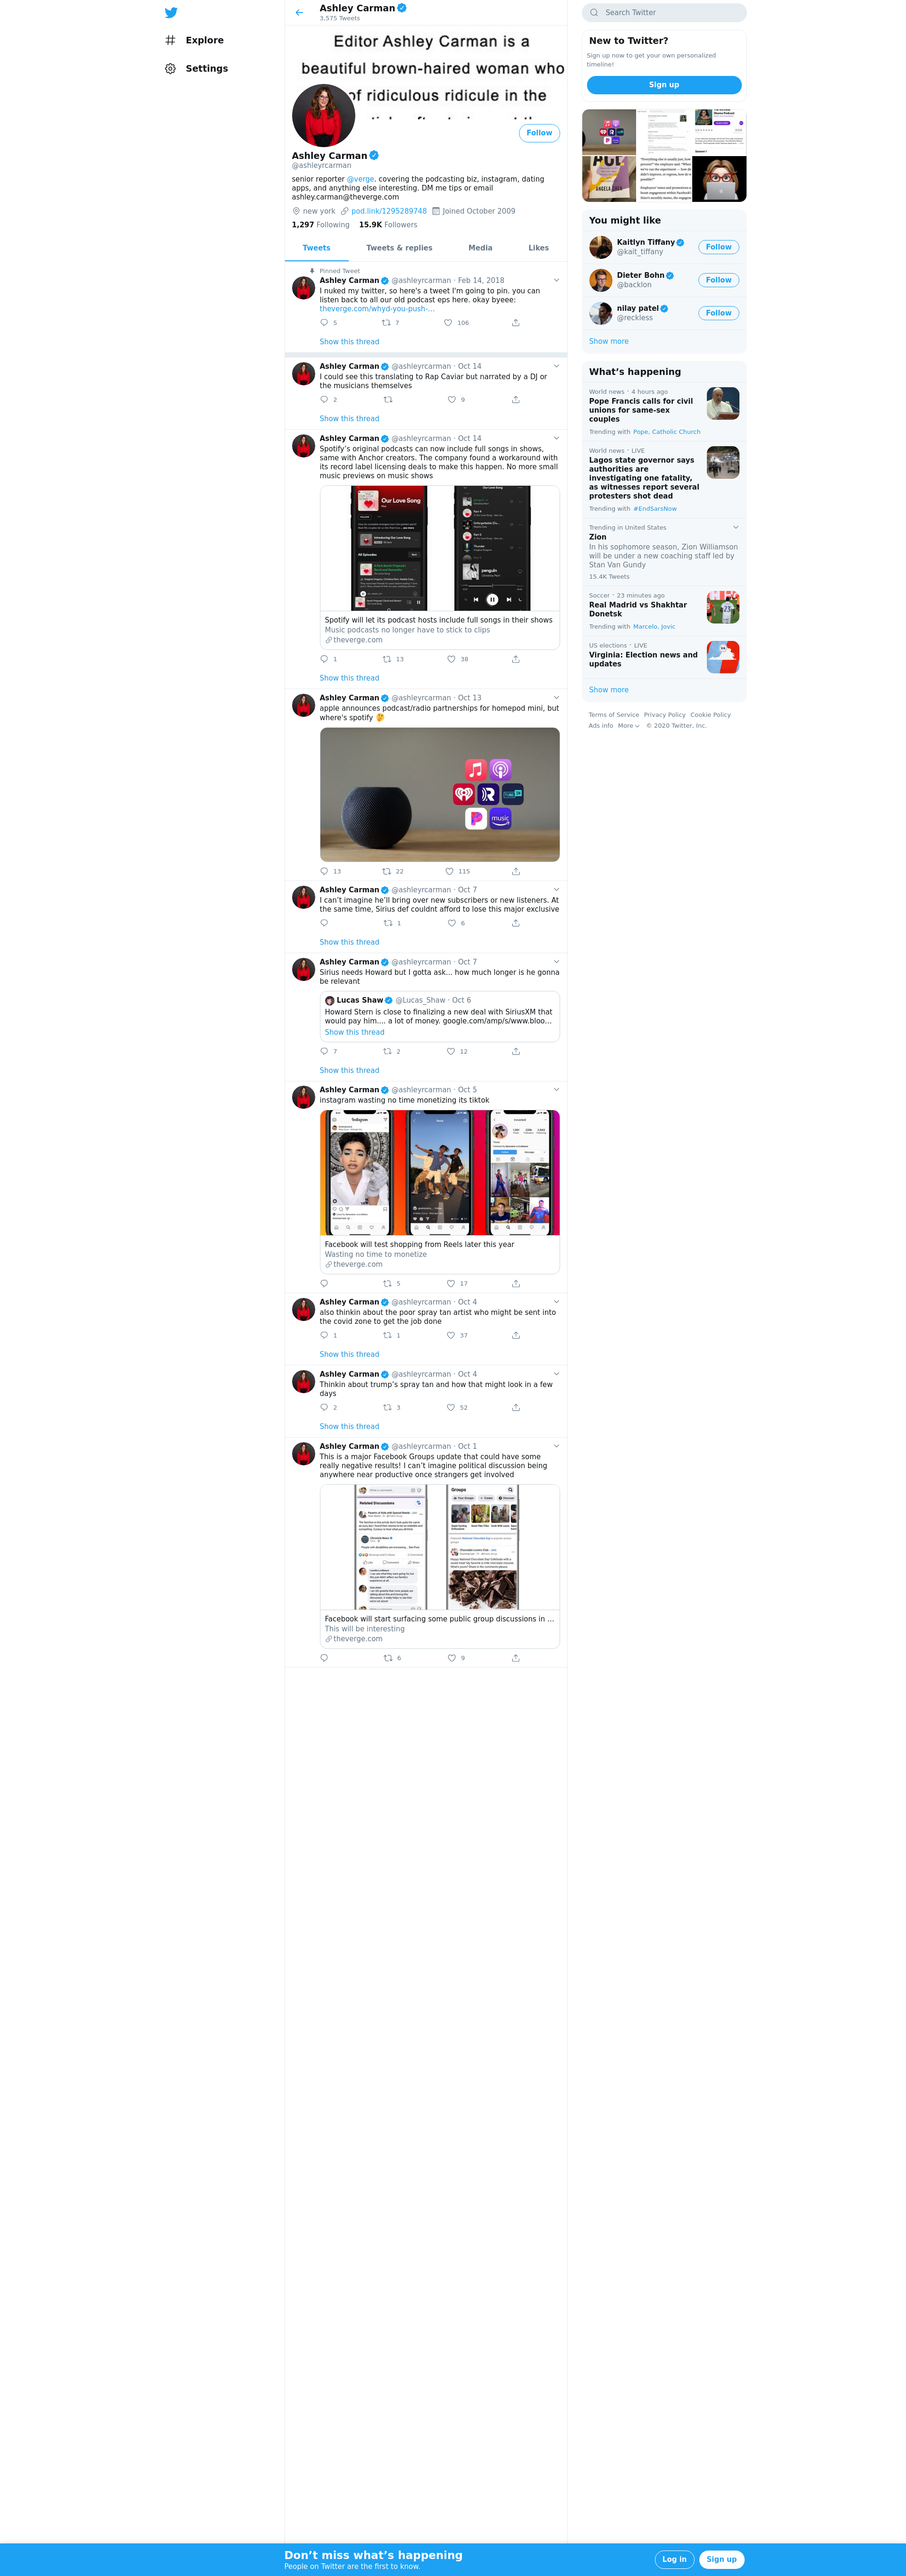 Explore
Settings
Ashley Carman
3,575 Tweets
Editor Ashley Carman is a
beautiful brown-haired woman who
of ridiculous ridicule in the
Follow
Ashley Carman
@ashleyrcarman
senior reporter @verge. covering the podcasting biz, instagram, dating
apps, and anything else interesting. DM me tips or email
ashley.carman@theverge.com
new york pod.link/1295289748 Joined October 2009
1,297 Following 15.9K Followers
Tweets Tweets & replies Media Likes
Pinned Tweet
Ashley Carman @ashleyrcarman · Feb 14, 2018
I nuked my twitter, so here's a tweet I'm going to pin. you can
listen back to all our old podcast eps here. okay byeee:
theverge.com/whyd-you-push-…
5 7 106
Show this thread
Ashley Carman @ashleyrcarman · Oct 14
I could see this translating to Rap Caviar but narrated by a DJ or
the musicians themselves
2 9
Show this thread
Ashley Carman @ashleyrcarman · Oct 14
Spotify's original podcasts can now include full songs in shows,
same with Anchor creators. The company found a workaround with
its record label licensing deals to make this happen. No more small
music previews on music shows
Our Love Song
Introducing Our Love Song
All Episodes
penguin
Spotify will let its podcast hosts include full songs in their shows
Music podcasts no longer have to stick to clips
theverge.com
1 13 38
Show this thread
Ashley Carman @ashleyrcarman · Oct 13
apple announces podcast/radio partnerships for homepod mini, but
where's spotify 🤔
music
13 22 115
Ashley Carman @ashleyrcarman · Oct 7
I can't imagine he'll bring over new subscribers or new listeners. At
the same time, Sirius def couldnt afford to lose this major exclusive
1 6
Show this thread
Ashley Carman @ashleyrcarman · Oct 7
Sirius needs Howard but I gotta ask... how much longer is he gonna
be relevant
Lucas Shaw @Lucas_Shaw · Oct 6
Howard Stern is close to finalizing a new deal with SiriusXM that
would pay him.... a lot of money. google.com/amp/s/www.bloo…
Show this thread
7 2 12
Show this thread
Ashley Carman @ashleyrcarman · Oct 5
instagram wasting no time monetizing its tiktok
Instagram
Facebook will test shopping from Reels later this year
Wasting no time to monetize
theverge.com
5 17
Ashley Carman @ashleyrcarman · Oct 4
also thinkin about the poor spray tan artist who might be sent into
the covid zone to get the job done
1 1 37
Show this thread
Ashley Carman @ashleyrcarman · Oct 4
Thinkin about trump's spray tan and how that might look in a few
days
2 3 52
Show this thread
Ashley Carman @ashleyrcarman · Oct 1
This is a major Facebook Groups update that could have some
really negative results! I can't imagine political discussion being
anywhere near productive once strangers get involved
Related Discussions
Groups
Facebook will start surfacing some public group discussions in …
This will be interesting
theverge.com
6 9
Search Twitter
New to Twitter?
Sign up now to get your own personalized
timeline!
Sign up
You might like
Kaitlyn Tiffany
@kait_tiffany
Follow
Dieter Bohn
@backlon
Follow
nilay patel
@reckless
Follow
Show more
What's happening
World news · 4 hours ago
Pope Francis calls for civil
unions for same-sex
couples
Trending with Pope, Catholic Church
World news · LIVE
Lagos state governor says
authorities are
investigating one fatality,
as witnesses report several
protesters shot dead
Trending with #EndSarsNow
Trending in United States
Zion
In his sophomore season, Zion Williamson
will be under a new coaching staff led by
Stan Van Gundy
15.4K Tweets
Soccer · 23 minutes ago
Real Madrid vs Shakhtar
Donetsk
Trending with Marcelo, Jovic
US elections · LIVE
Virginia: Election news and
updates
Show more
Terms of Service Privacy Policy Cookie Policy
Ads info More © 2020 Twitter, Inc.
Don't miss what's happening
People on Twitter are the first to know.
Log in
Sign up